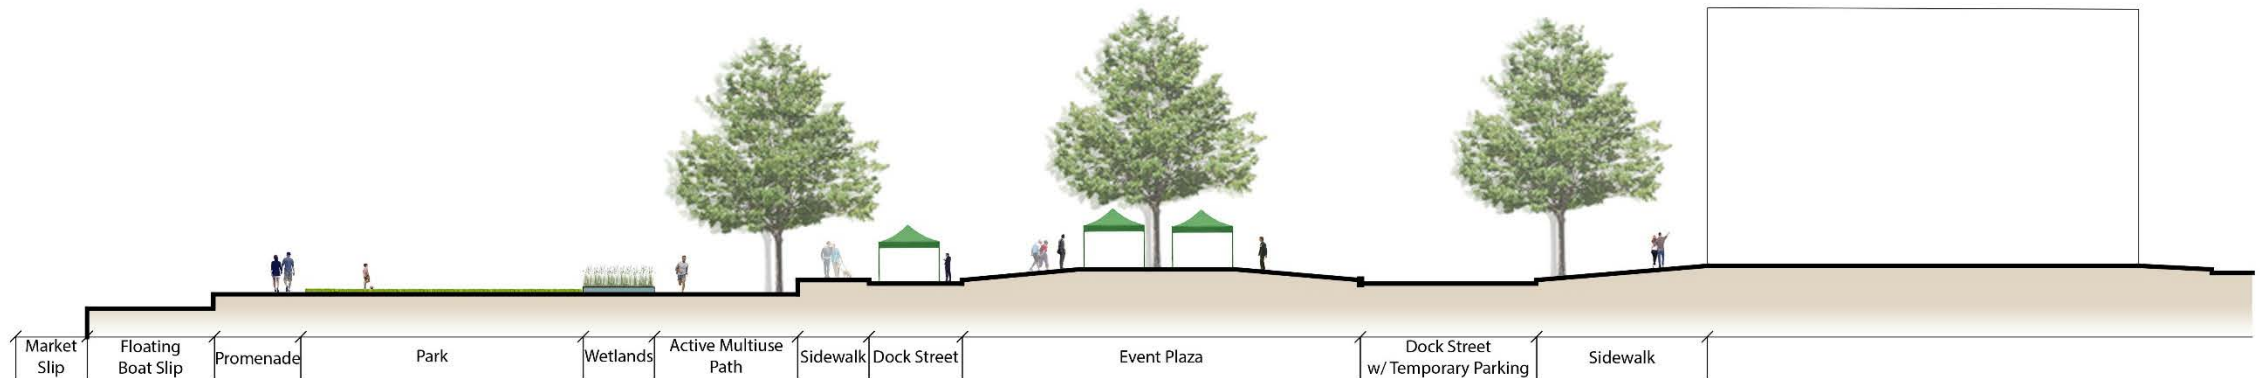 Market
Slip
Floating
Boat Slip
Promenade
Park
Wetlands
Active Multiuse
Path
Sidewalk
Dock Street
Event Plaza
Dock Street
w/ Temporary Parking
Sidewalk